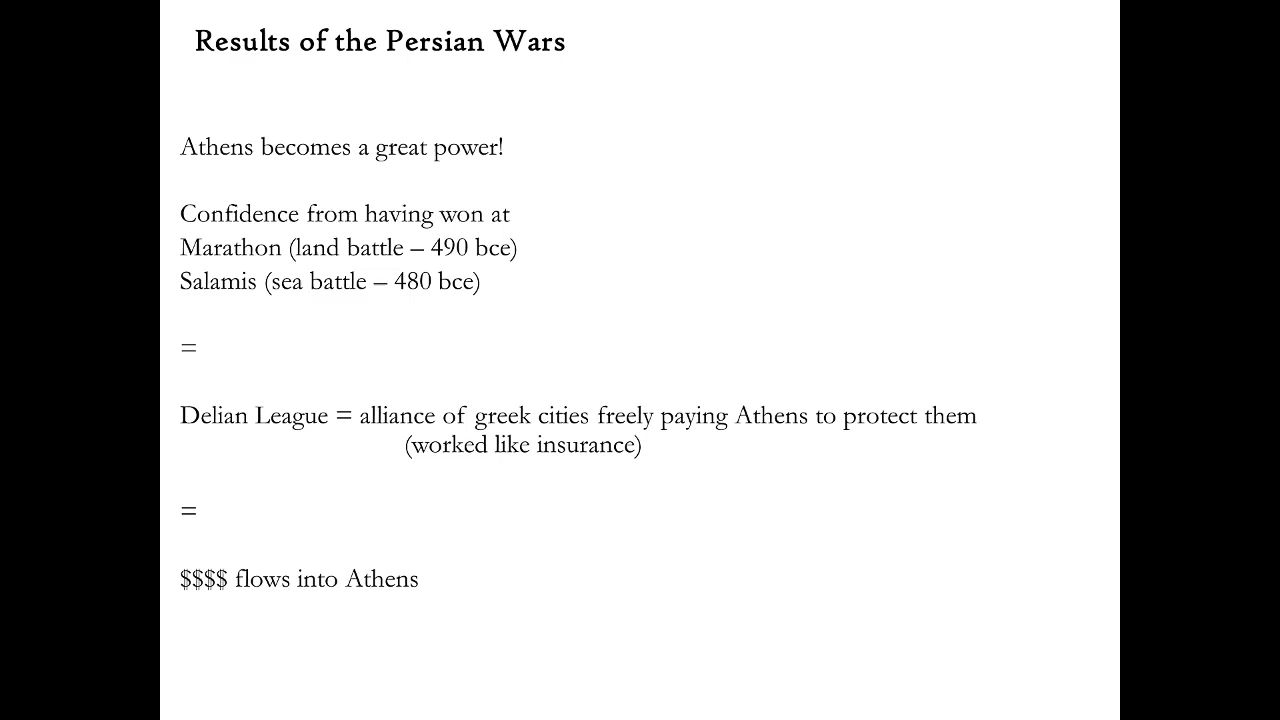 Results of the Persian Wars
Athens becomes a great power!
Confidence from having won at
Marathon (land battle – 490 bce)
Salamis (sea battle – 480 bce)
=
Delian League = alliance of greek cities freely paying Athens to protect them
(worked like insurance)
=
$$$$ flows into Athens